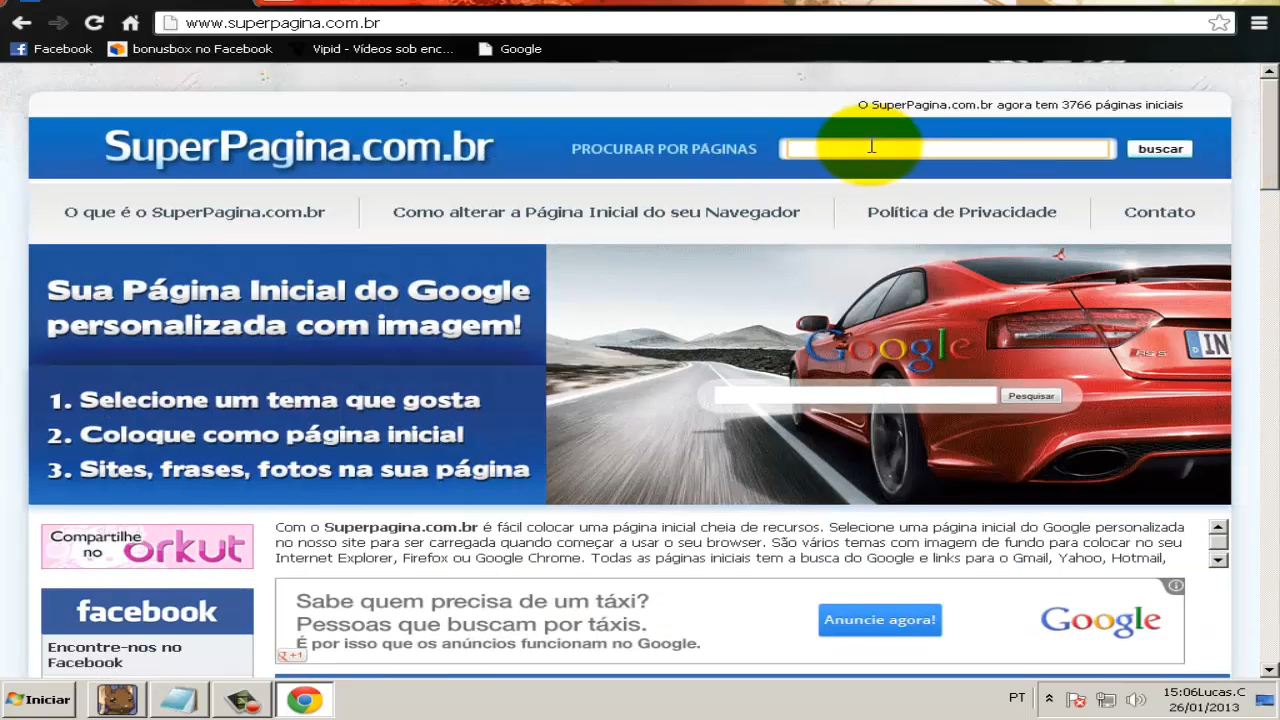 www.superpagina.com.br
Facebook bonusbox no Facebook Vipid - Vídeos sob enc... Google
O SuperPagina.com.br agora tem 3766 páginas iniciais
SuperPagina.com.br PROCURAR POR PÁGINAS buscar
O que é o SuperPagina.com.br Como alterar a Página Inicial do seu Navegador Política de Privacidade Contato
Sua Página Inicial do Google
personalizada com imagem!
1. Selecione um tema que gosta
2. Coloque como página inicial
3. Sites, frases, fotos na sua página
Google
Pesquisar
RS5
IN
Compartilhe
no orkut
facebook
Encontre-nos no
Facebook
Com o Superpagina.com.br é fácil colocar uma página inicial cheia de recursos. Selecione uma página inicial do Google personalizada
no nosso site para ser carregada quando começar a usar o seu browser. São vários temas com imagem de fundo para colocar no seu
Internet Explorer, Firefox ou Google Chrome. Todas as páginas iniciais tem a busca do Google e links para o Gmail, Yahoo, Hotmail,
Sabe quem precisa de um táxi?
Pessoas que buscam por táxis.
É por isso que os anúncios funcionam no Google.
Anuncie agora!
Google
+1
Iniciar
PT
15:06Lucas.C
26/01/2013